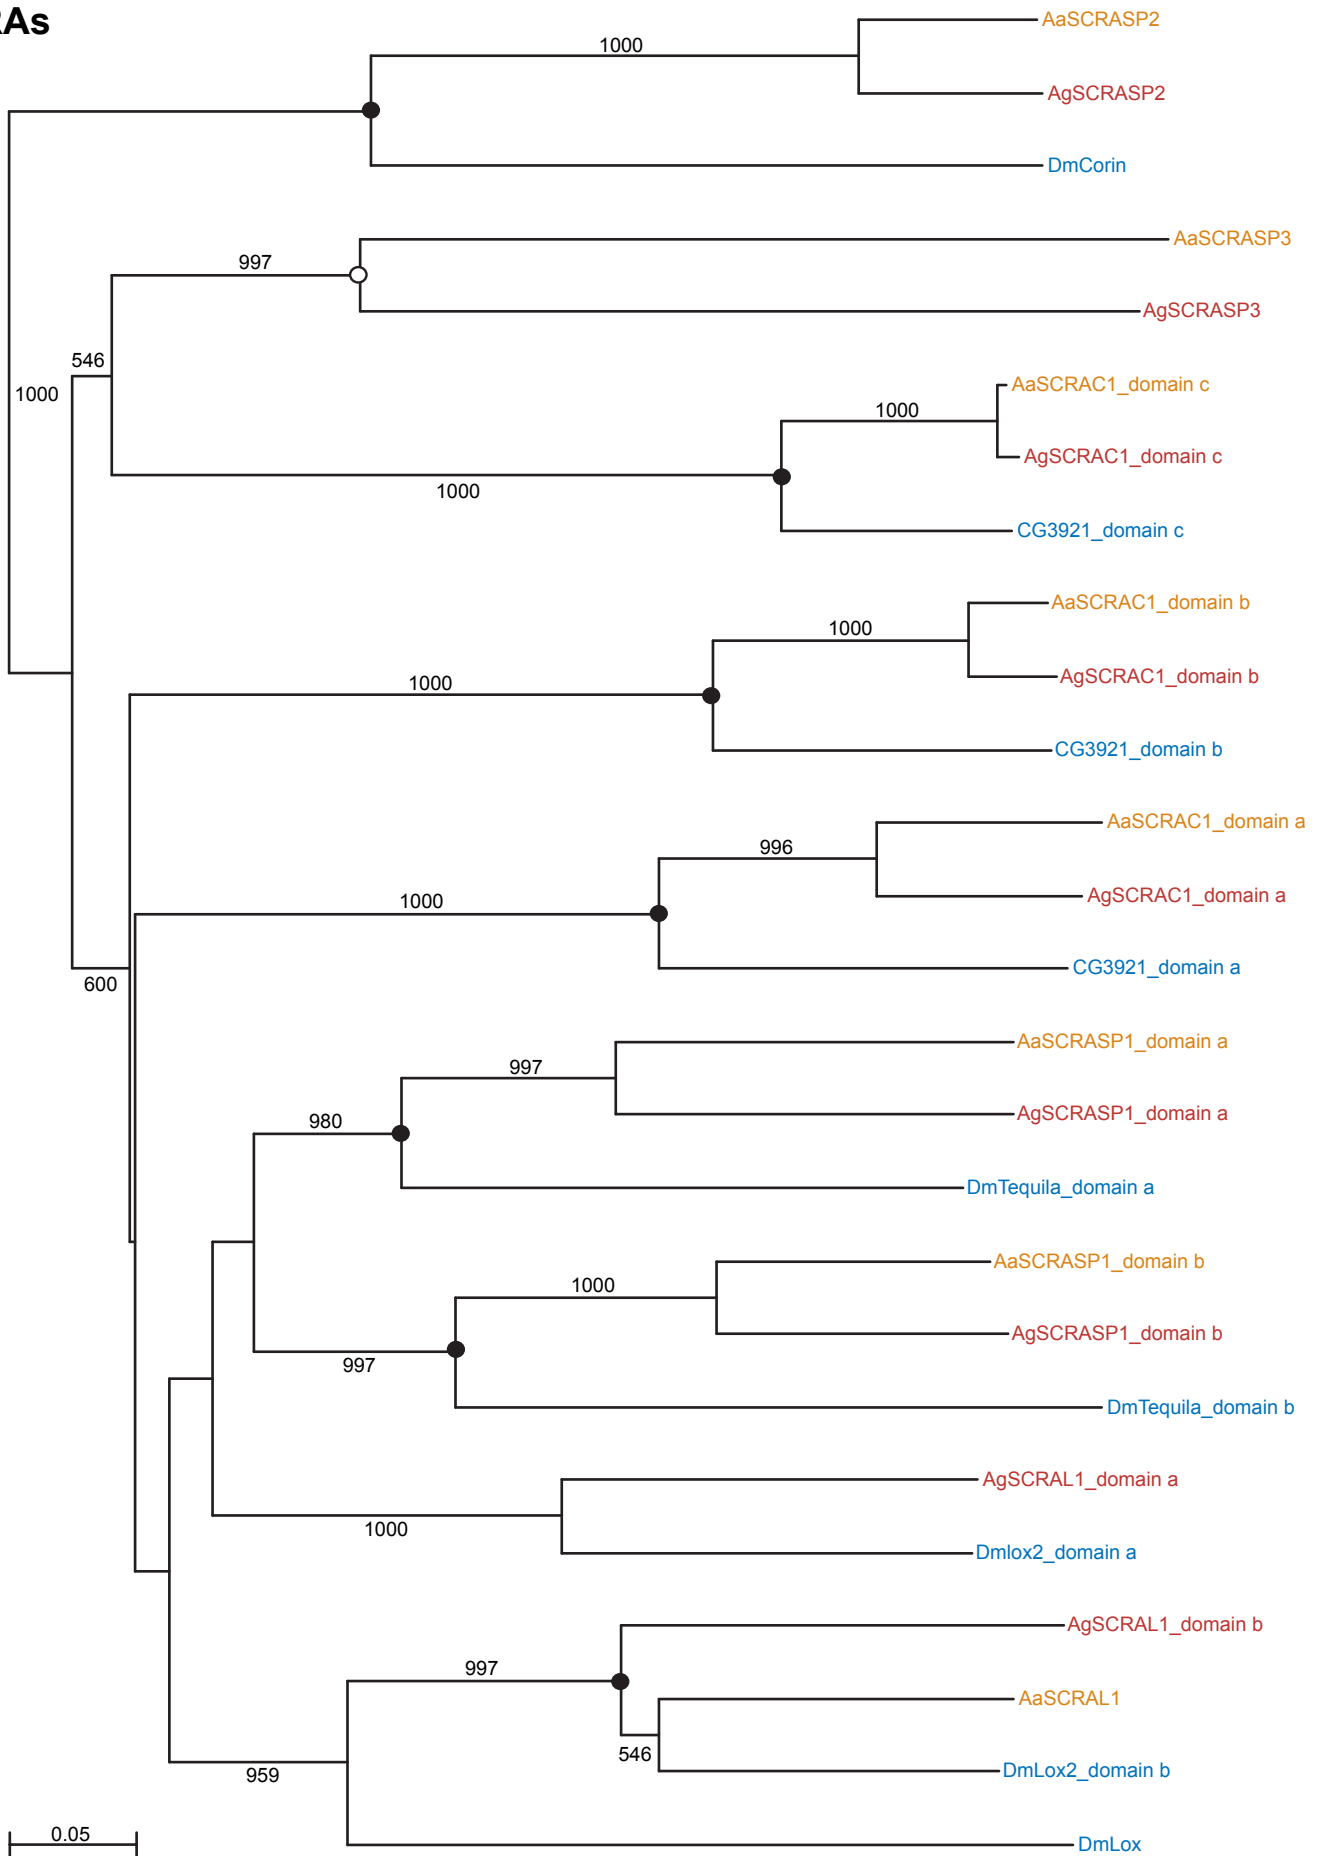 As
AaSCRASP2
1000
AgSCRASP2
DmCorin
AaSCRASP3
997
AgSCRASP3
546
1000
AaSCRAC1_domain c
1000
AgSCRAC1_domain c
1000
CG3921_domain c
AaSCRAC1_domain b
1000
AgSCRAC1_domain b
1000
CG3921_domain b
AaSCRAC1_domain a
996
AgSCRAC1_domain a
1000
CG3921_domain a
600
AaSCRASP1_domain a
997
AgSCRASP1_domain a
980
DmTequila_domain a
AaSCRASP1_domain b
1000
AgSCRASP1_domain b
997
DmTequila_domain b
AgSCRAL1_domain a
1000
Dmlox2_domain a
AgSCRAL1_domain b
997
AaSCRAL1
546
DmLox2_domain b
959
0.05
DmLox